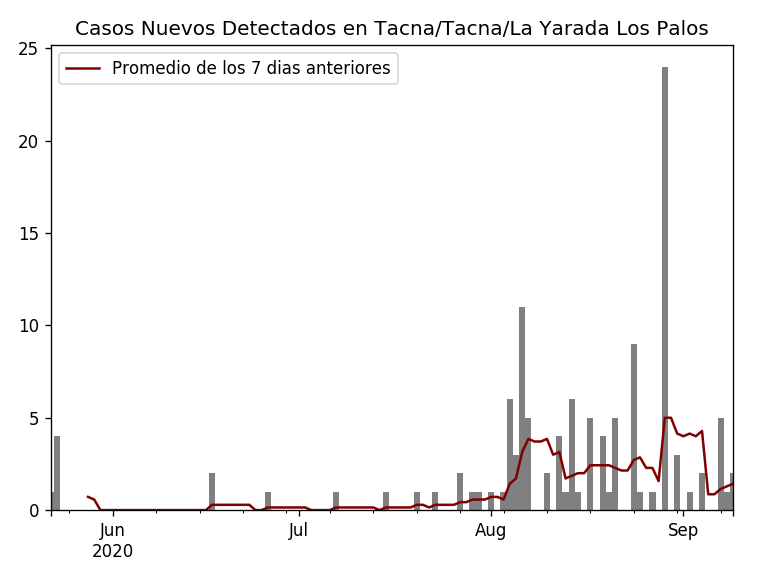 Casos Nuevos Detectados en Tacna/Tacna/La Yarada Los Palos
Promedio de los 7 dias anteriores
25
20
15
10
5
0
Jun Jul Aug Sep
2020